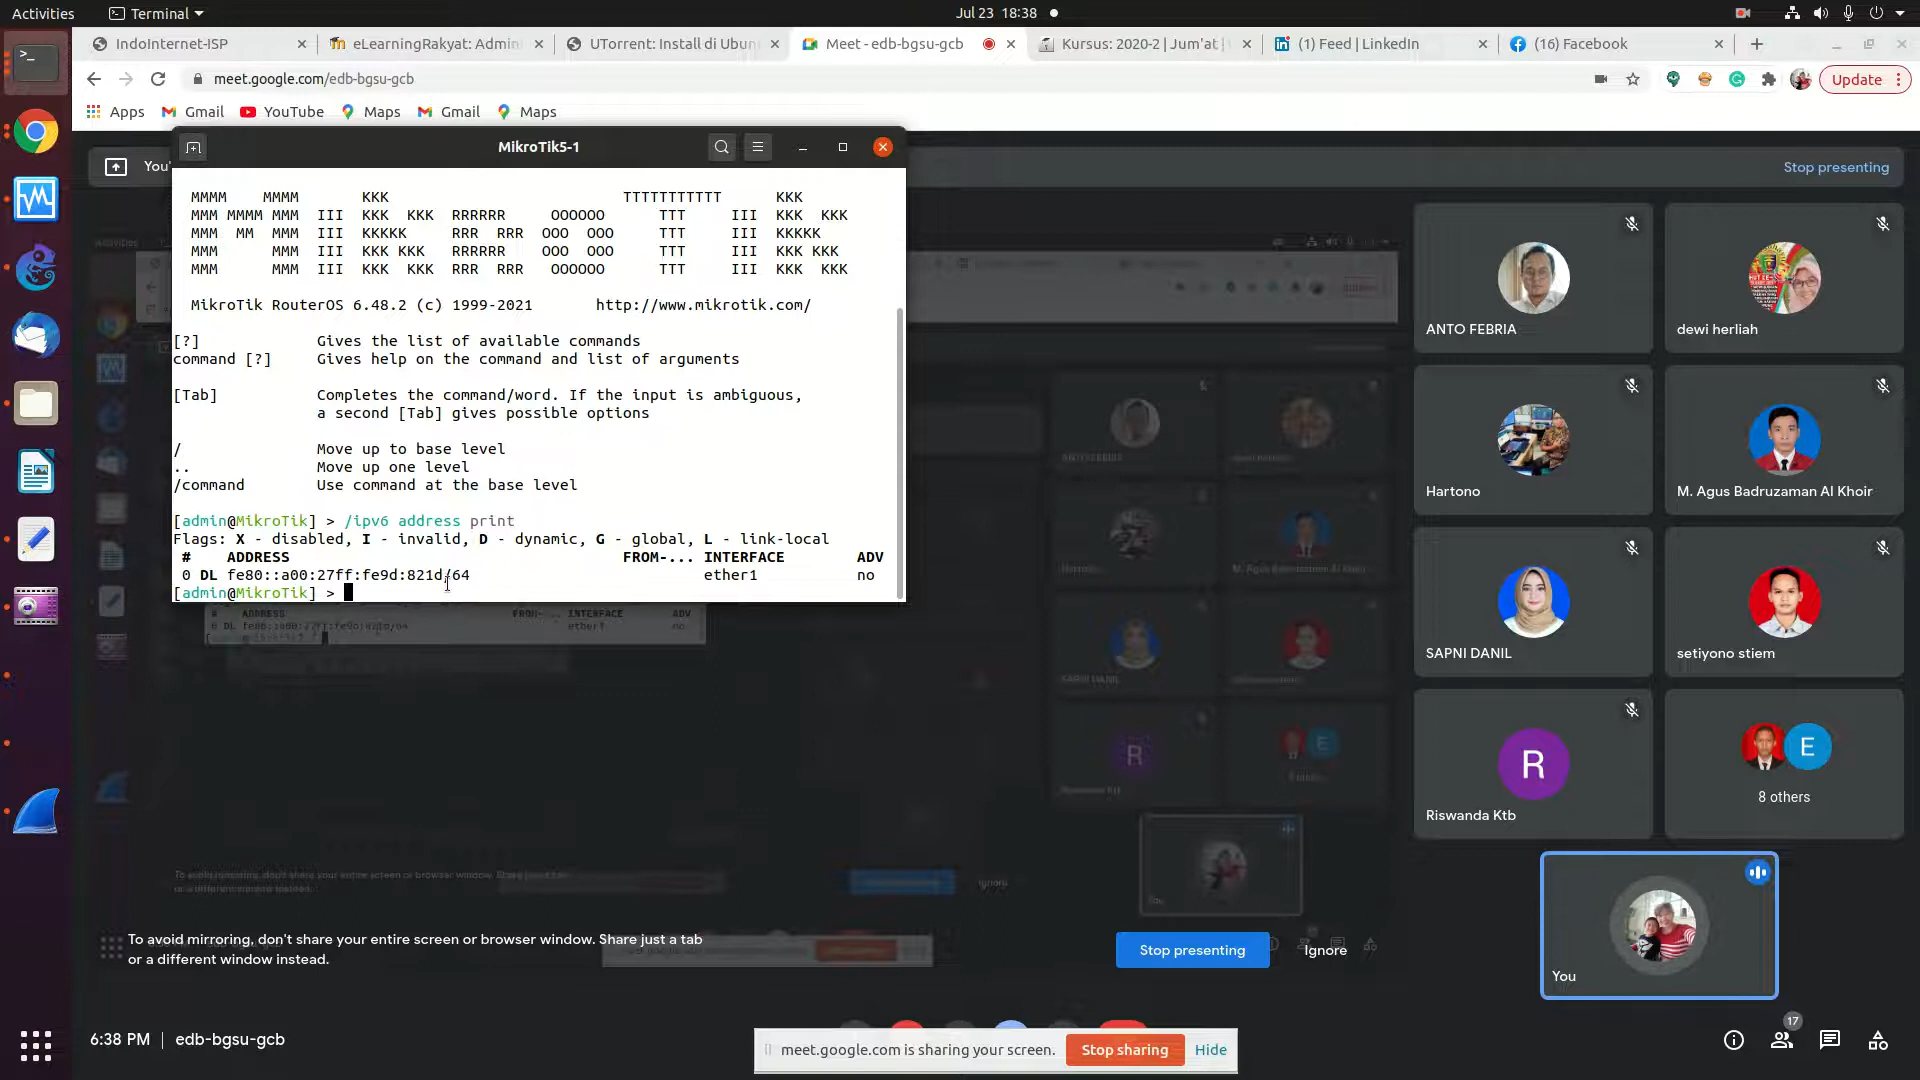 Activities
Terminal
Jul 23 18:38
IndoInternet-ISP
eLearningRakyat: Admin
UTorrent: Install di Ubun
Meet - edb-bgsu-gcb
Kursus: 2020-2 | Jum'at |
(1) Feed | LinkedIn
(16) Facebook
meet.google.com/edb-bgsu-gcb
Update
Apps
Gmail
YouTube
Maps
Gmail
Maps
You'
Stop presenting
MikroTik5-1
MMMM    MMMM       KKK                          TTTTTTTTTTT      KKK
MMM MMMM MMM  III  KKK  KKK  RRRRRR     OOOOOO      TTT     III  KKK  KKK
MMM  MM  MMM  III  KKKKK     RRR  RRR  OOO  OOO     TTT     III  KKKKK
MMM      MMM  III  KKK KKK   RRRRRR    OOO  OOO     TTT     III  KKK KKK
MMM      MMM  III  KKK  KKK  RRR  RRR   OOOOOO      TTT     III  KKK  KKK
MikroTik RouterOS 6.48.2 (c) 1999-2021       http://www.mikrotik.com/
[?]             Gives the list of available commands
command [?]     Gives help on the command and list of arguments
[Tab]           Completes the command/word. If the input is ambiguous,
a second [Tab] gives possible options
/               Move up to base level
..              Move up one level
/command        Use command at the base level
[admin@MikroTik] > /ipv6 address print
Flags: X - disabled, I - invalid, D - dynamic, G - global, L - link-local
#    ADDRESS                                     FROM-... INTERFACE        ADV
0 DL fe80::a00:27ff:fe9d:821d/64                          ether1           no
[admin@MikroTik] >
ANTO FEBRIA
dewi herliah
Hartono
M. Agus Badruzaman Al Khoir
SAPNI DANIL
setiyono stiem
R
Riswanda Ktb
E
8 others
You
To avoid mirroring, don't share your entire screen or browser window. Share just a tab
or a different window instead.
Stop presenting
Ignore
6:38 PM | edb-bgsu-gcb
17
meet.google.com is sharing your screen.
Stop sharing
Hide